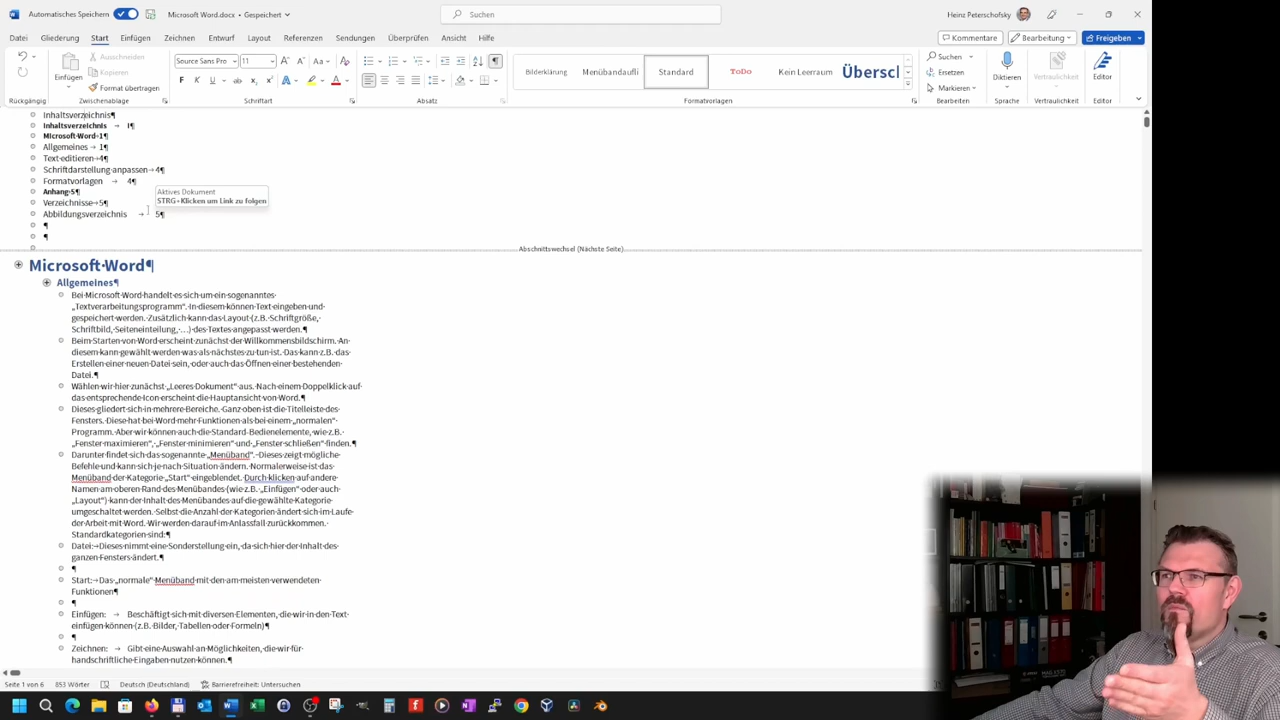 Automatisches Speichern
Microsoft Word.docx • Gespeichert
Suchen
Heinz Peterschofsky
Datei Gliederung Start Einfügen Zeichnen Entwurf Layout Referenzen Sendungen Überprüfen Ansicht Hilfe
Kommentare Bearbeitung Freigeben
Einfügen
Ausschneiden
Kopieren
Format übertragen
Source Sans Pro 11
F K U
Bilderklärung Menübandaufli Standard ToDo Kein Leerraum Überscl
Suchen
Ersetzen
Markieren
Diktieren
Vertraulichkeit
Editor
Rückgängig Zwischenablage Schriftart Absatz Formatvorlagen Bearbeiten Sprache Vertraulichkeit Editor
Inhaltsverzeichnis¶
Inhaltsverzeichnis → I¶
Microsoft·Word·1¶
Allgemeines → 1¶
Text·editieren→4¶
Schriftdarstellung·anpassen→4¶
Formatvorlagen → 4¶
Anhang·5¶
Verzeichnisse→5¶
Abbildungsverzeichnis → 5¶
Aktives Dokument
STRG+Klicken um Link zu folgen
¶
¶
Abschnittswechsel (Nächste Seite)
Microsoft·Word¶
Allgemeines¶
Bei·Microsoft·Word·handelt·es·sich·um·ein·sogenanntes·
„Textverarbeitungsprogramm“.·In·diesem·können·Text·eingeben·und·
gespeichert·werden.·Zusätzlich·kann·das·Layout·(z.B.·Schriftgröße,·
Schriftbild,·Seiteneinteilung,·…)·des·Textes·angepasst·werden.¶
Beim·Starten·von·Word·erscheint·zunächst·der·Willkommensbildschirm.·An·
diesem·kann·gewählt·werden·was·als·nächstes·zu·tun·ist.·Das·kann·z.B.·das·
Erstellen·einer·neuen·Datei·sein,·oder·auch·das·Öffnen·einer·bestehenden·
Datei.¶
Wählen·wir·hier·zunächst·„Leeres·Dokument“·aus.·Nach·einem·Doppelklick·auf·
das·entsprechende·Icon·erscheint·die·Hauptansicht·von·Word.¶
Dieses·gliedert·sich·in·mehrere·Bereiche.·Ganz·oben·ist·die·Titelleiste·des·
Fensters.·Diese·hat·bei·Word·mehr·Funktionen·als·bei·einem·„normalen“·
Programm.·Aber·wir·können·auch·die·Standard·Bedienelemente,·wie·z.B.·
„Fenster·maximieren“,·„Fenster·minimieren“·und·„Fenster·schließen“·finden.¶
Darunter·findet·sich·das·sogenannte·„Menüband“.·Dieses·zeigt·mögliche·
Befehle·und·kann·sich·je·nach·Situation·ändern.·Normalerweise·ist·das·
Menüband·der·Kategorie·„Start“·eingeblendet.·Durch·klicken·auf·andere·
Namen·am·oberen·Rand·des·Menübandes·(wie·z.B.·„Einfügen“·oder·auch·
„Layout“)·kann·der·Inhalt·des·Menübandes·auf·die·gewählte·Kategorie·
umgeschaltet·werden.·Selbst·die·Anzahl·der·Kategorien·ändert·sich·im·Laufe·
der·Arbeit·mit·Word.·Wir·werden·darauf·im·Anlassfall·zurückkommen.·
Standardkategorien·sind:¶
Datei:→Dieses·nimmt·eine·Sonderstellung·ein,·da·sich·hier·der·Inhalt·des·
ganzen·Fensters·ändert.¶
¶
Start:→Das·„normale“·Menüband·mit·den·am·meisten·verwendeten·
Funktionen¶
¶
Einfügen: → Beschäftigt·sich·mit·diversen·Elementen,·die·wir·in·den·Text·
einfügen·können·(z.B.·Bilder,·Tabellen·oder·Formeln)¶
¶
Zeichnen: → Gibt·eine·Auswahl·an·Möglichkeiten,·die·wir·für·
handschriftliche·Eingaben·nutzen·können.¶
Seite 1 von 6 853 Wörter Deutsch (Deutschland) Barrierefreiheit: Untersuchen